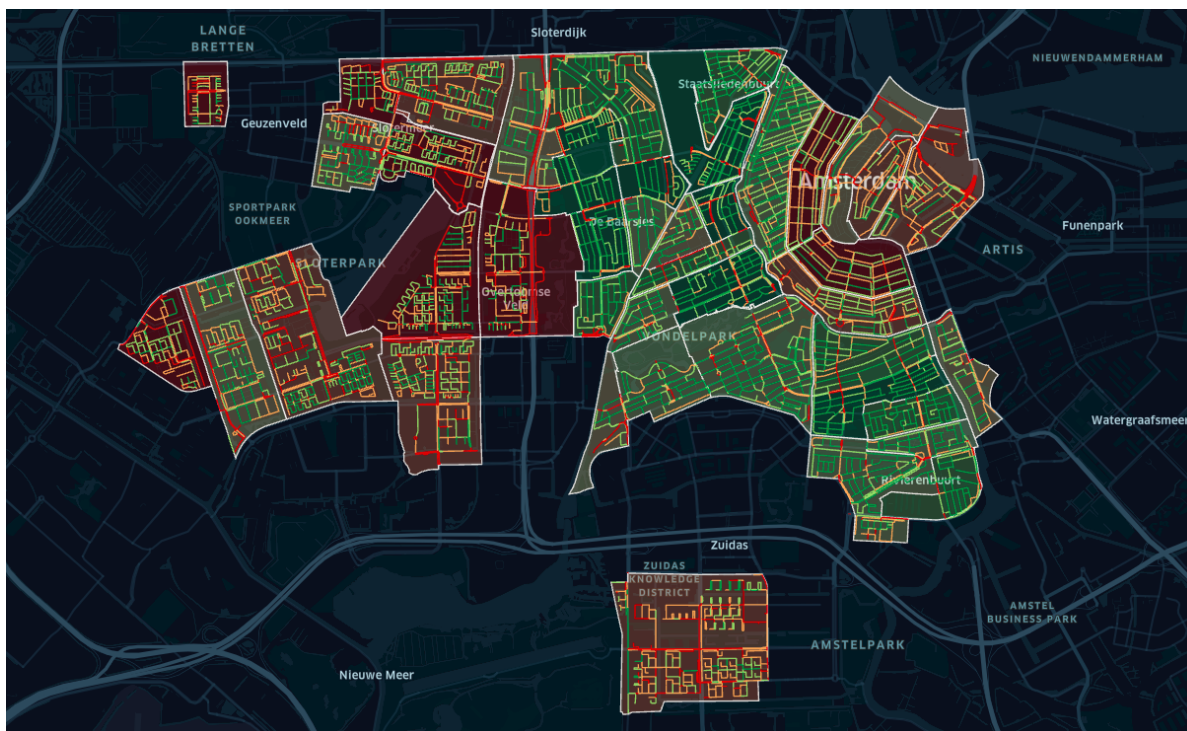 LANGE
BRETTEN
Sloterdijk
NIEUWENDAMMERHAM
Staatsliedenbuurt
Geuzenveld
Slotermeer
Amsterdam
SPORTPARK
OOKMEER
De Baarsjes
Funenpark
ARTIS
SLOTERPARK
Overtoomse
Veld
VONDELPARK
Watergraafsmeer
Rivierenbuurt
Zuidas
ZUIDAS
KNOWLEDGE
DISTRICT
AMSTEL
BUSINESS PARK
AMSTELPARK
Nieuwe Meer